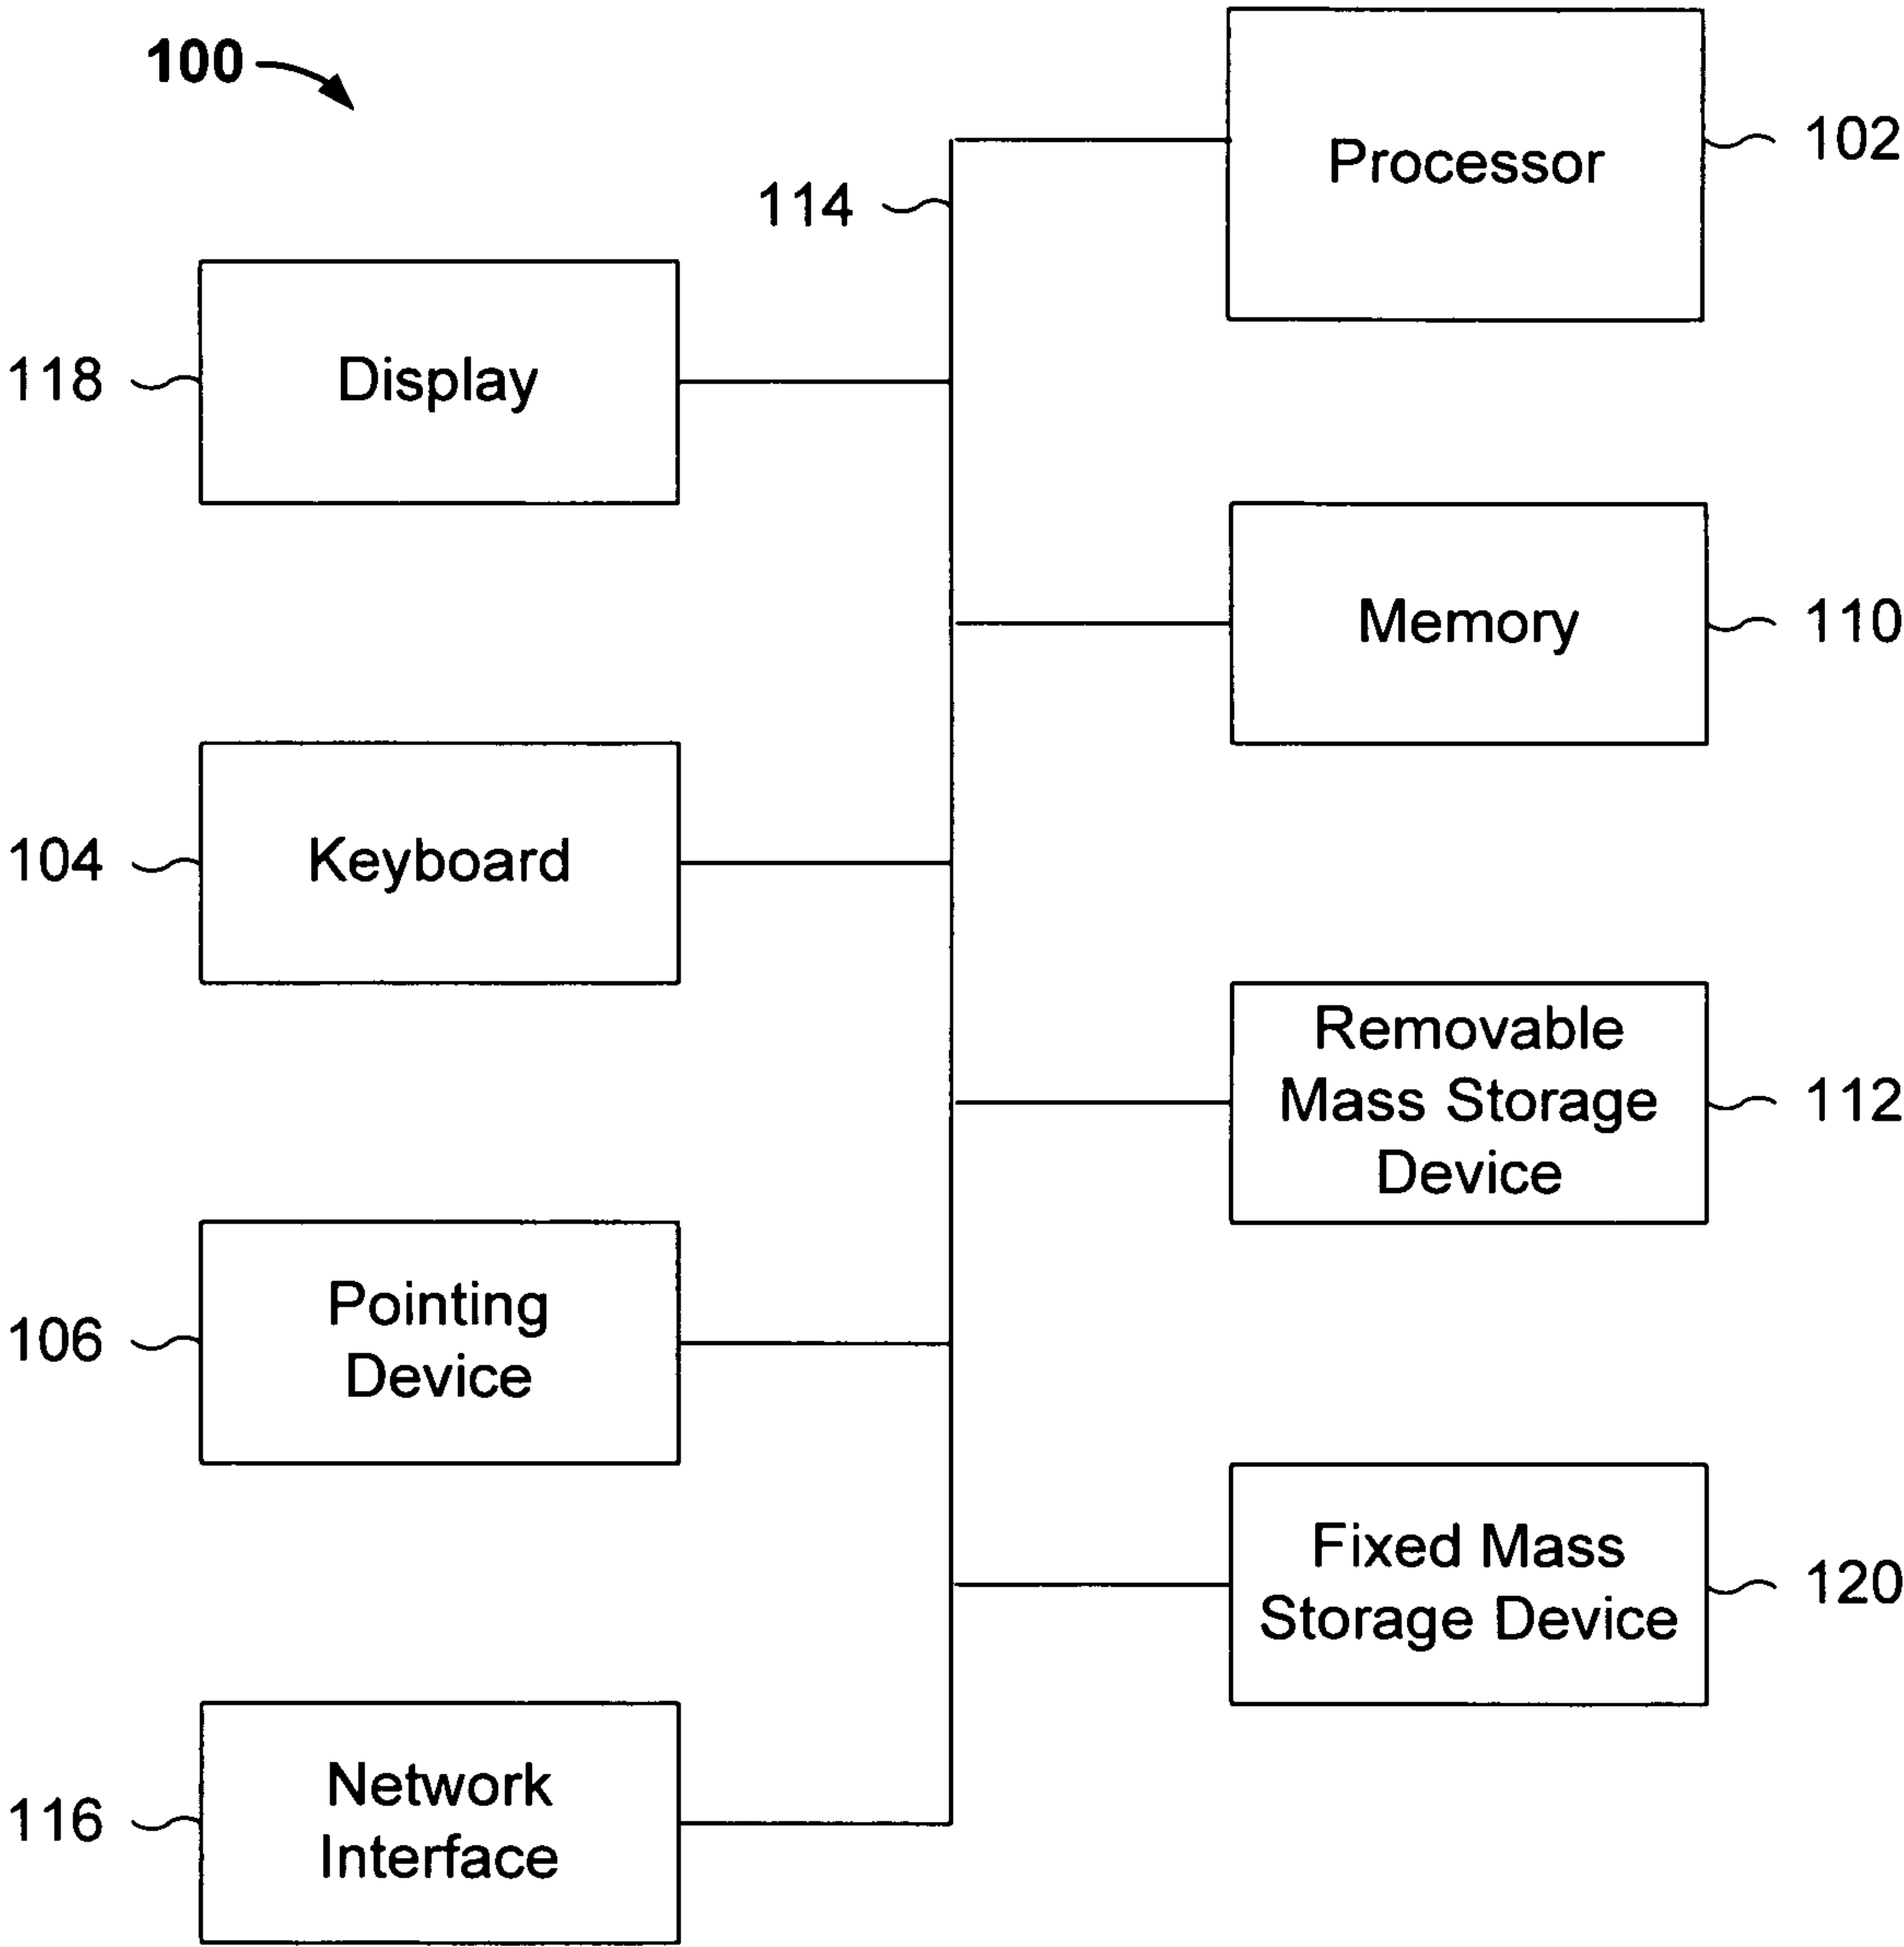 100
114
Processor
102
118
Display
Memory
110
104
Keyboard
Removable
Mass Storage
Device
112
106
Pointing
Device
Fixed Mass
Storage Device
120
116
Network
Interface